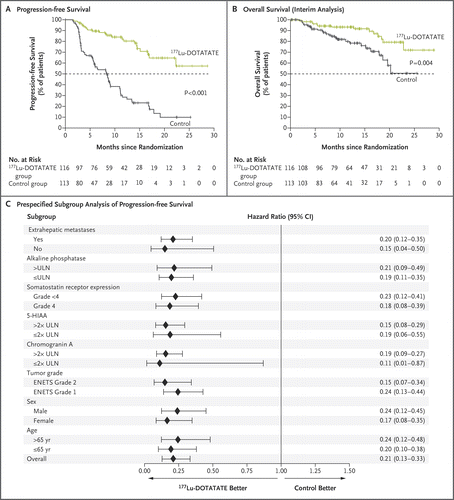 A Progression-free Survival
Progression-free Survival
(% of patients)
100
90
80
70
60
50
40
30
20
10
0
177Lu-DOTATATE
P<0.001
Control
0 5 10 15 20 25 30
Months since Randomization
No. at Risk
177Lu-DOTATATE group 116 97 76 59 42 28 19 12 3 2 0
Control group 113 80 47 28 17 10 4 3 1 0 0
B Overall Survival (Interim Analysis)
Overall Survival
(% of patients)
100
90
80
70
60
50
40
30
20
10
0
177Lu-DOTATATE
P=0.004
Control
0 5 10 15 20 25 30
Months since Randomization
No. at Risk
177Lu-DOTATATE group 116 108 96 79 64 47 31 21 8 3 0
Control group 113 103 83 64 41 32 17 5 1 0 0
C Prespecified Subgroup Analysis of Progression-free Survival
Subgroup Hazard Ratio (95% CI)
Extrahepatic metastases
Yes 0.20 (0.12–0.35)
No 0.15 (0.04–0.50)
Alkaline phosphatase
>ULN 0.21 (0.09–0.49)
≤ULN 0.19 (0.11–0.35)
Somatostatin receptor expression
Grade <4 0.23 (0.12–0.41)
Grade 4 0.18 (0.08–0.39)
5-HIAA
>2× ULN 0.15 (0.08–0.29)
≤2× ULN 0.19 (0.06–0.55)
Chromogranin A
>2× ULN 0.19 (0.09–0.27)
≤2× ULN 0.11 (0.01–0.87)
Tumor grade
ENETS Grade 2 0.15 (0.07–0.34)
ENETS Grade 1 0.24 (0.13–0.44)
Sex
Male 0.24 (0.12–0.45)
Female 0.17 (0.08–0.35)
Age
>65 yr 0.24 (0.12–0.48)
≤65 yr 0.20 (0.10–0.38)
Overall 0.21 (0.13–0.33)
0.00 0.25 0.50 0.75 1.00 1.50
177Lu-DOTATATE Better Control Better